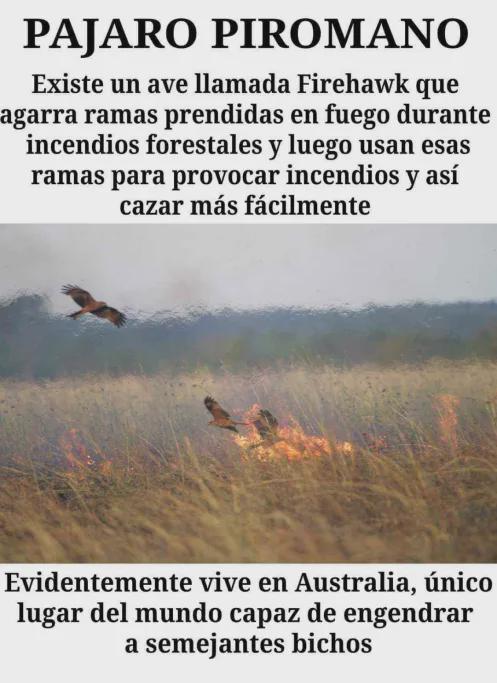 PAJARO PIROMANO
Existe un ave llamada Firehawk que
agarra ramas prendidas en fuego durante
incendios forestales y luego usan esas
ramas para provocar incendios y así
cazar más fácilmente
Evidentemente vive en Australia, único
lugar del mundo capaz de engendrar
a semejantes bichos